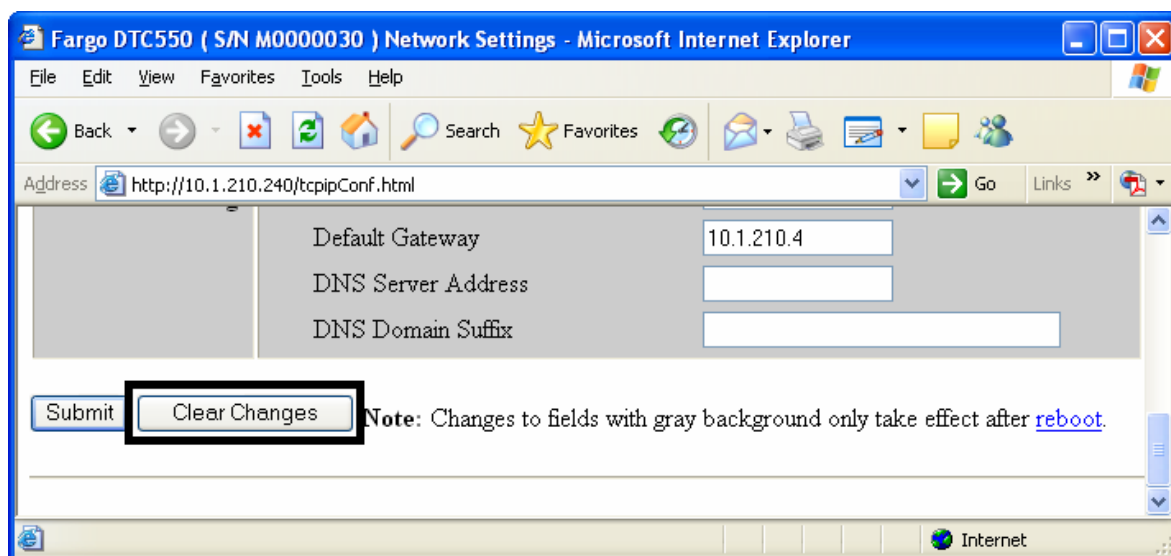 Fargo DTC550 ( S/N M0000030 ) Network Settings - Microsoft Internet Explorer
File Edit View Favorites Tools Help
Back Search Favorites
Address http://10.1.210.240/tcpipConf.html Go Links »
Default Gateway 10.1.210.4
DNS Server Address
DNS Domain Suffix
Submit Clear Changes Note: Changes to fields with gray background only take effect after reboot.
Internet